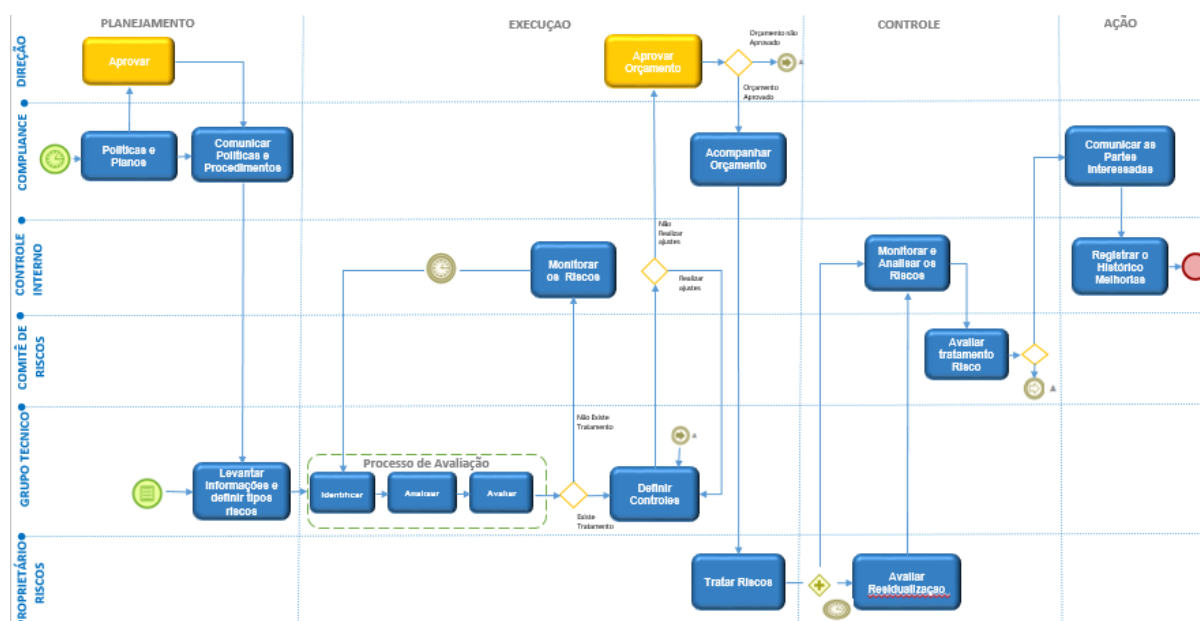 PLANEJAMENTO
EXECUÇAO
CONTROLE
AÇÃO
DIREÇÃO
Aprovar
Aprovar
Orçamento
Orçamento não
Aprovado
A
Orçamento
Aprovado
COMPLIANCE
Políticas e
Planos
Comunicar
Políticas e
Procedimentos
Acompanhar
Orçamento
Comunicar as
Partes
Interessadas
CONTROLE
INTERNO
Monitorar
os Riscos
Não
Realizar
ajustes
Realizar
ajustes
Monitorar e
Analisar os
Riscos
Registrar o
Histórico
Melhorias
COMITÊ DE
RISCOS
Avaliar
tratamento
Risco
A
GRUPO TECNICO
Levantar
Informações e
definir tipos
riscos
Processo de Avaliação
Identificar
Analisar
Avaliar
Não Existe
Tratamento
Existe
Tratamento
A
Definir
Controles
PROPRIETÁRIO
RISCOS
Tratar Riscos
Avaliar
Residualização